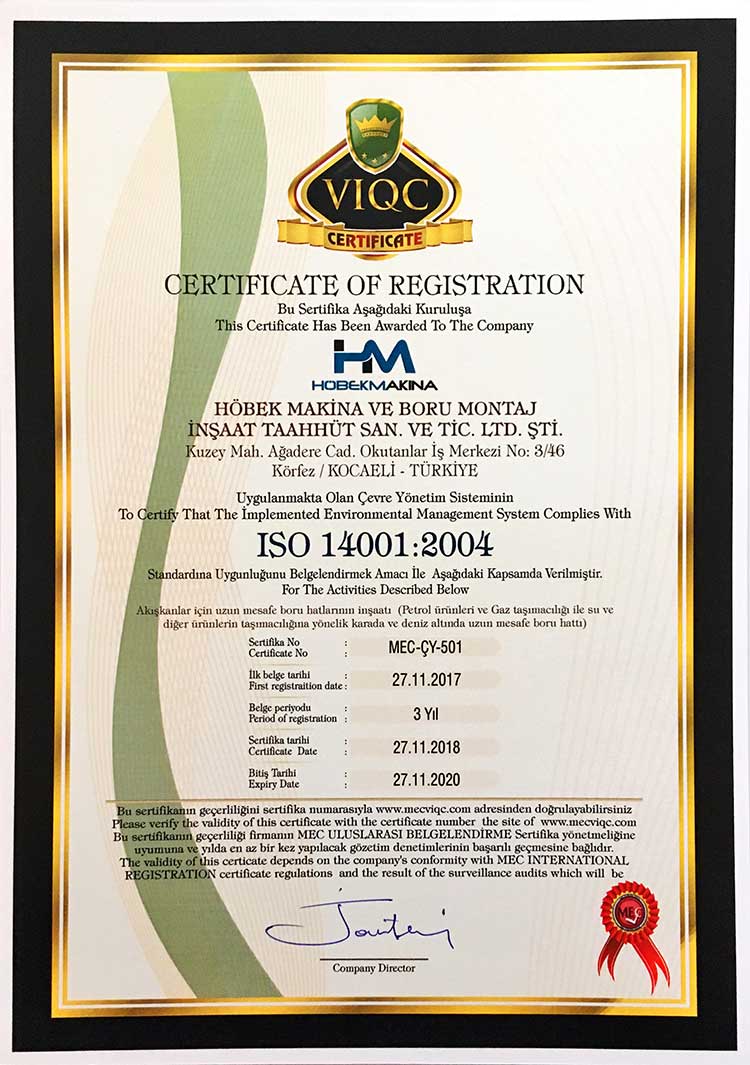 VIQC
CERTIFICATE
CERTIFICATE OF REGISTRATION
Bu Sertifika Aşağıdaki Kuruluşa
This Certificate Has Been Awarded To The Company
HM
HÖBEKMAKINA
HÖBEK MAKİNA VE BORU MONTAJ
İNŞAAT TAAHHÜT SAN. VE TİC. LTD. ŞTİ.
Kuzey Mah. Ağadere Cad. Okutanlar İş Merkezi No: 3/46
Körfez / KOCAELİ - TÜRKİYE
Uygulanmakta Olan Çevre Yönetim Sisteminin
To Certify That The İmplemented Environmental Management System Complies With
ISO 14001:2004
Standardına Uygunluğunu Belgelendirmek Amacı İle Aşağıdaki Kapsamda Verilmiştir.
For The Activities Described Below
Akışkanlar için uzun mesafe boru hatlarının inşaatı (Petrol ürünleri ve Gaz taşımacılığı ile su ve
diğer ürünlerin taşımacılığına yönelik karada ve deniz altında uzun mesafe boru hattı)
Sertifika No :
Certificate No : MEC-ÇY-501
İlk belge tarihi :
First registraition date : 27.11.2017
Belge periyodu :
Period of registration : 3 Yıl
Sertifika tarihi :
Certificate Date : 27.11.2018
Bitiş Tarihi :
Expiry Date : 27.11.2020
Bu sertifikanın geçerliliğini sertifika numarasıyla www.mecviqc.com adresinden doğrulayabilirsiniz
Please verify the validity of this certificate with the certificate number the site of www.mecviqc.com
Bu sertifikanın geçerliliği firmanın MEC ULUSLARASI BELGELENDİRME Sertifika yönetmeliğine
uyumuna ve yılda en az bir kez yapılacak gözetim denetimlerinin başarılı geçmesine bağlıdır.
The validity of this certicate depends on the company's conformity with MEC INTERNATIONAL
REGISTRATION certificate regulations and the result of the surveillance audits which will be
MEC
Company Director